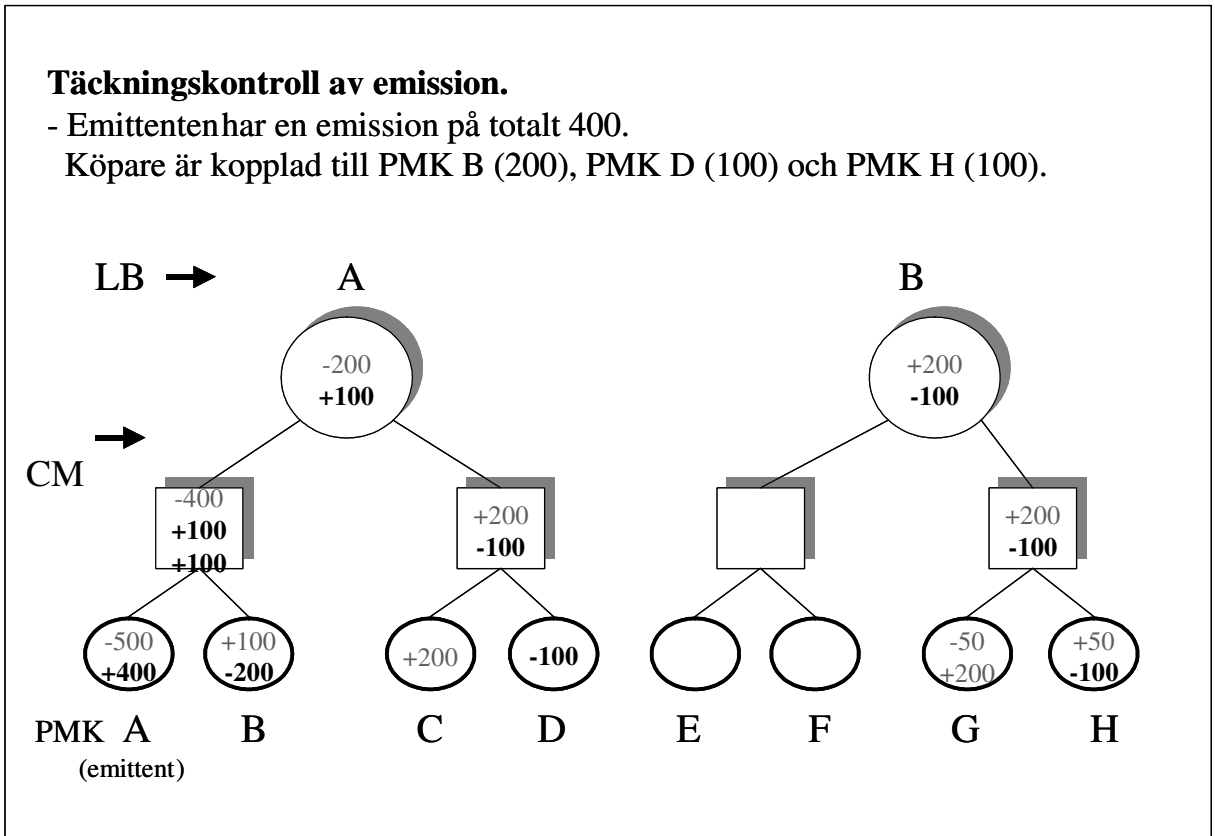 Täckningskontroll av emission.
- Emittenten har en emission på totalt 400.
Köpare är kopplad till PMK B (200), PMK D (100) och PMK H (100).
LB A B
-200 +200
+100 -100
CM
-400
+100 +200 +200
+100 -100 -100
-500 +100 +200 -100 -50 +50
+400 -200 +200 -100
PMK A B C D E F G H
(emittent)